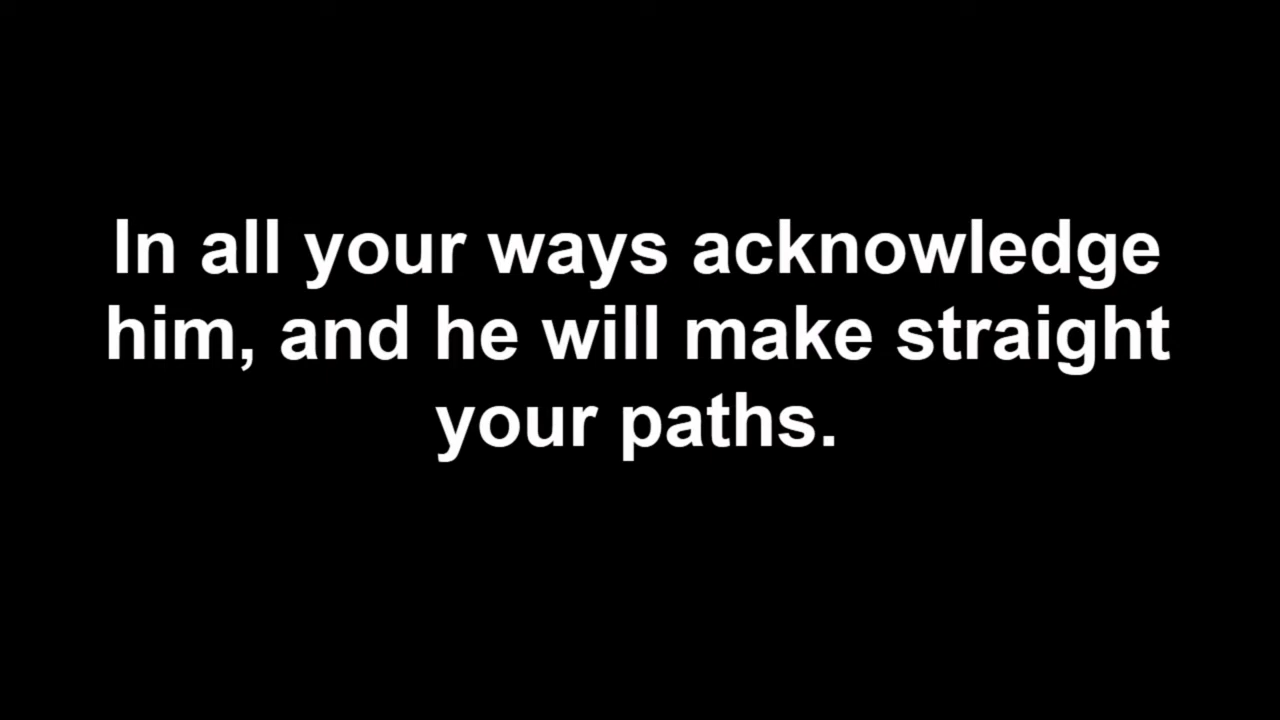 In all your ways acknowledge
him, and he will make straight
your paths.